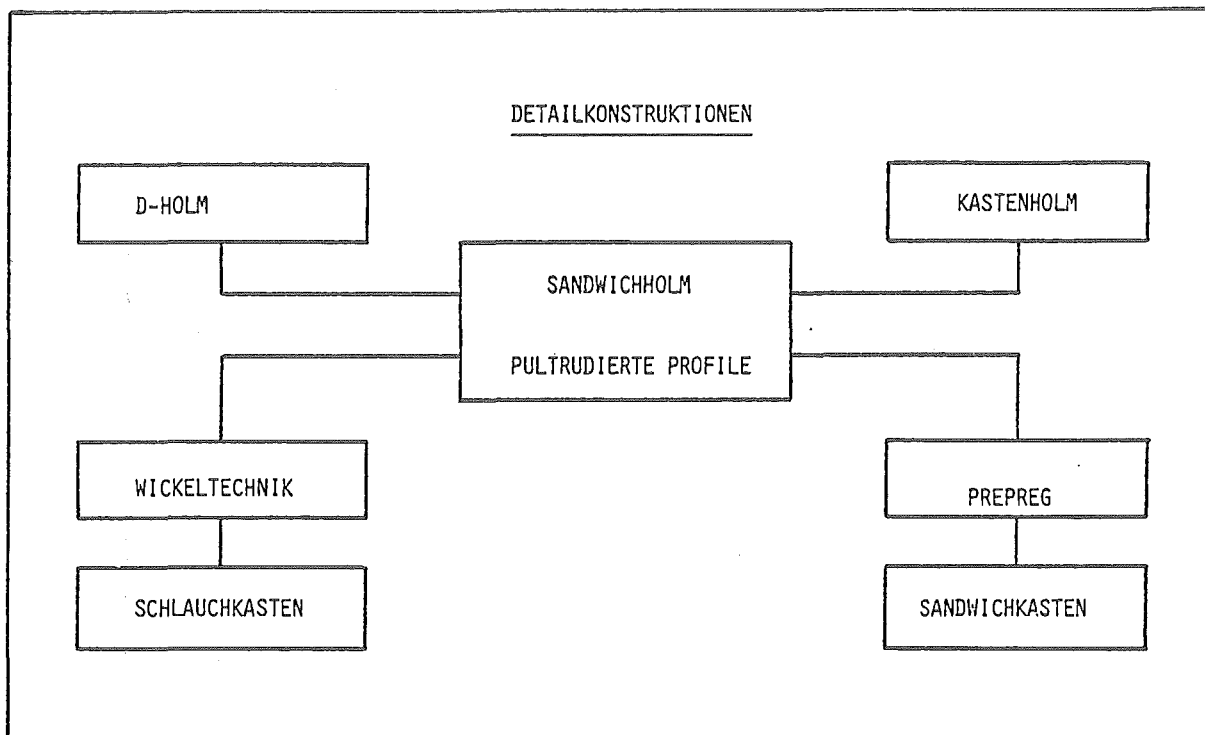 DETAILKONSTRUKTIONEN
D-HOLM
KASTENHOLM
SANDWICHHOLM
PULTRUDIERTE PROFILE
WICKELTECHNIK
PREPREG
SCHLAUCHKASTEN
SANDWICHKASTEN